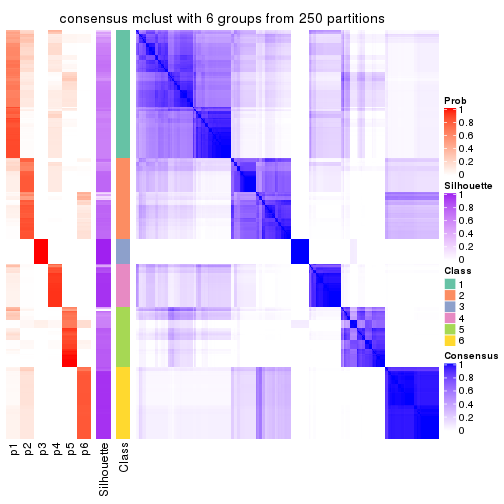 consensus mclust with 6 groups from 250 partitions
Prob
1
0.8
0.6
0.4
0.2
0
Silhouette
1
0.8
0.6
0.4
0.2
0
Class
1
2
3
4
5
6
Consensus
1
0.8
0.6
0.4
0.2
0
p1
p2
p3
p4
p5
p6
Silhouette
Class